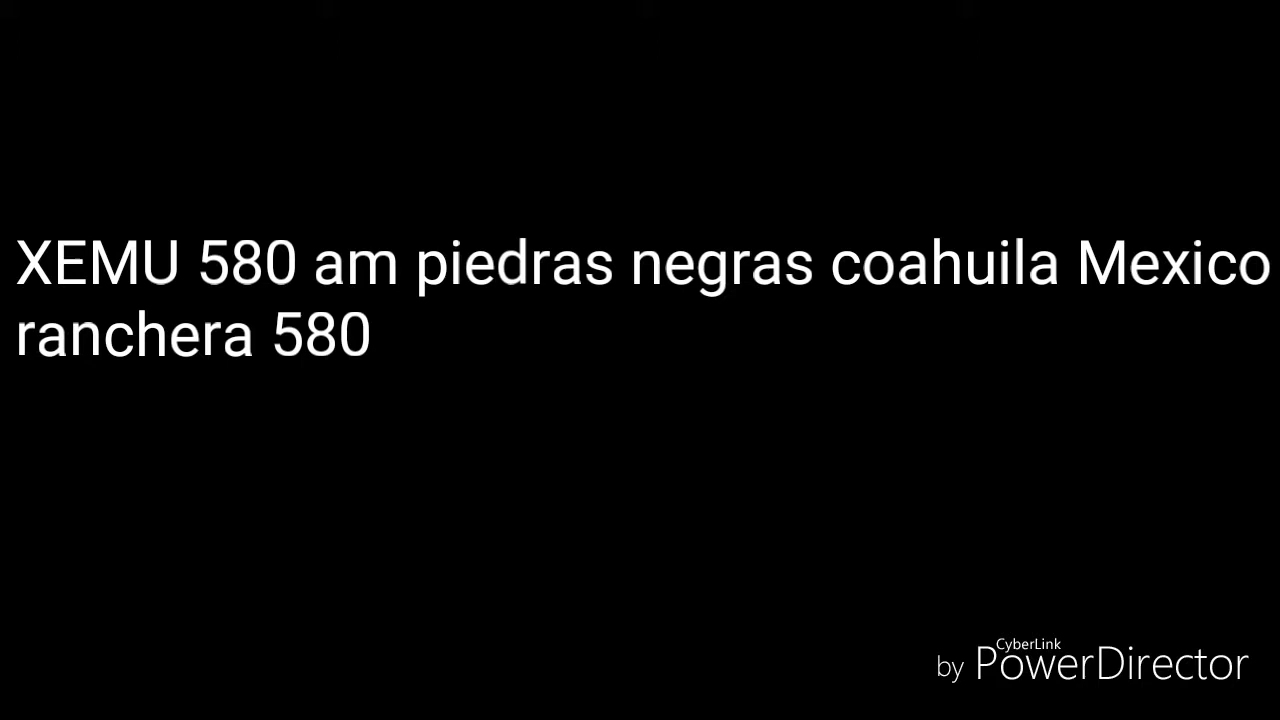 XEMU 580 am piedras negras coahuila Mexico
ranchera 580
CyberLink
by PowerDirector